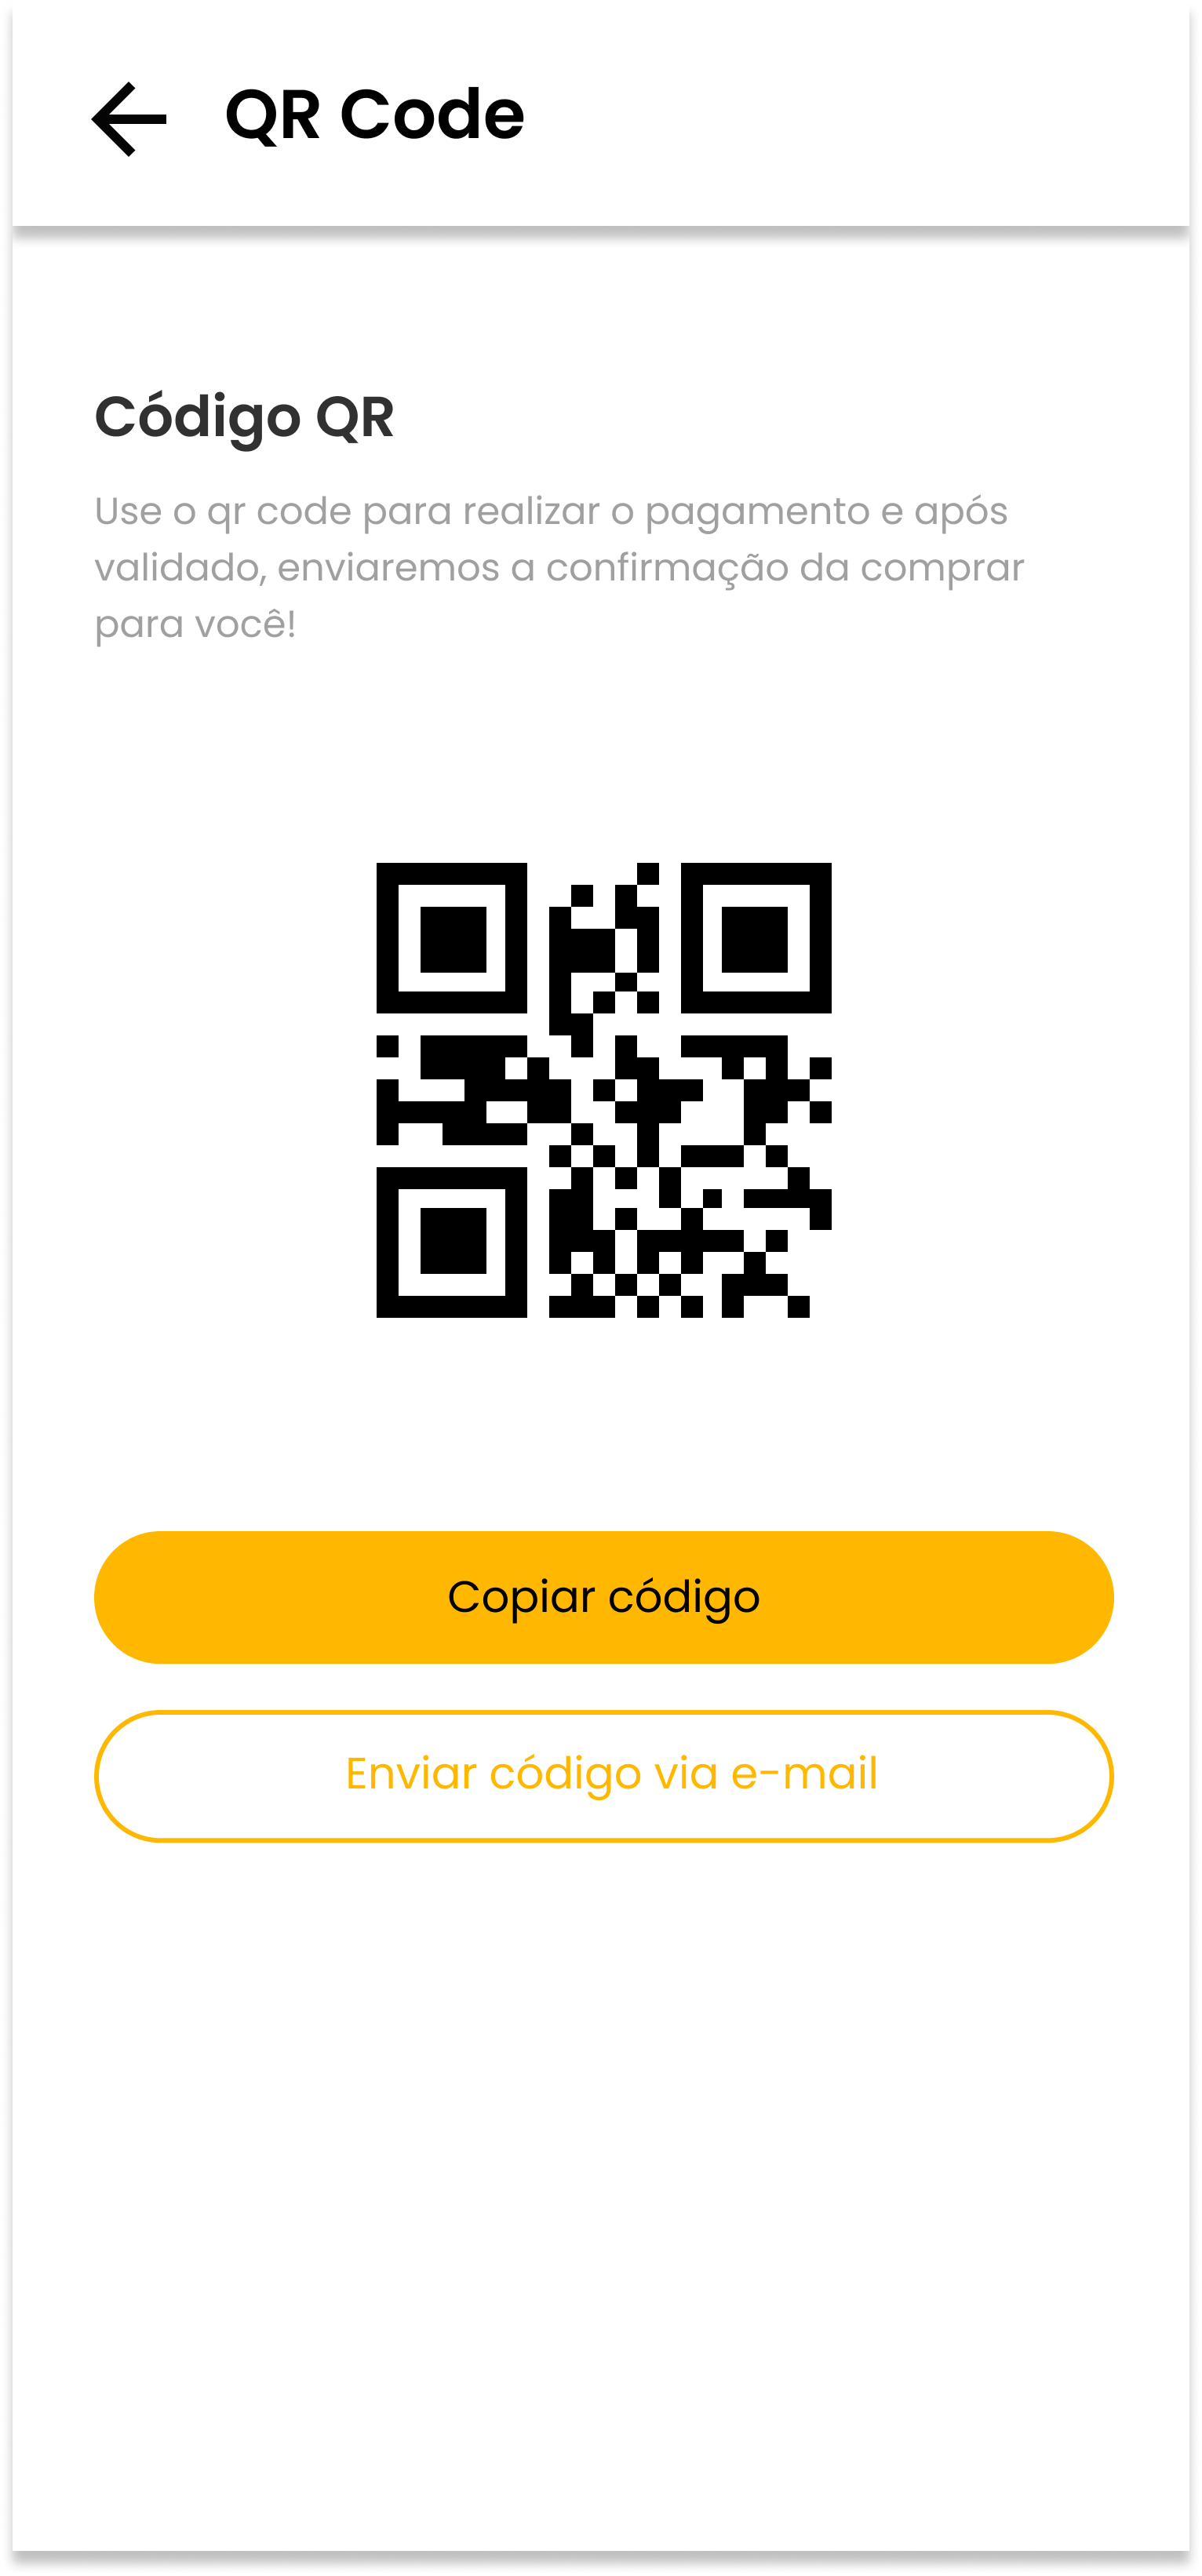 QR Code
Código QR
Use o qr code para realizar o pagamento e após
validado, enviaremos a confirmação da comprar
para você!
Copiar código
Enviar código via e-mail